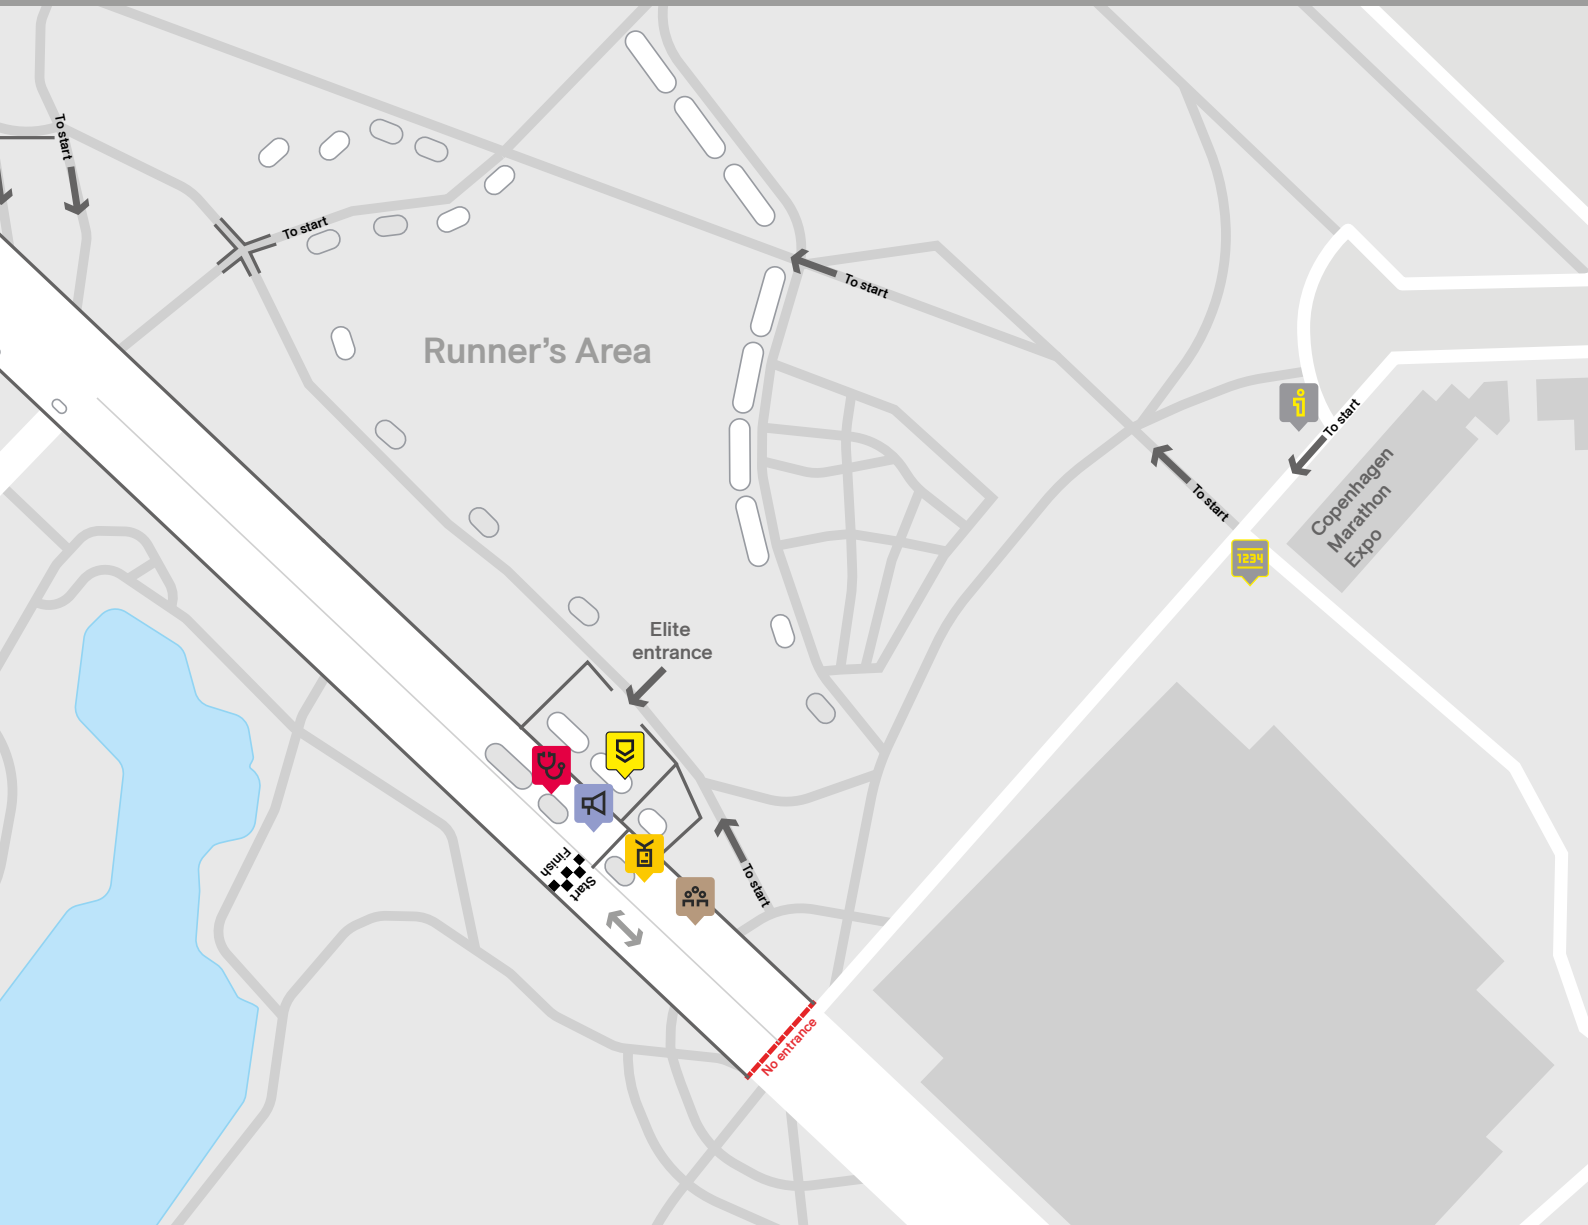 To start
To start
To start
Runner's Area
To start
Copenhagen
Marathon
Expo
To start
1234
Elite
entrance
Finish
Start
To start
No entrance